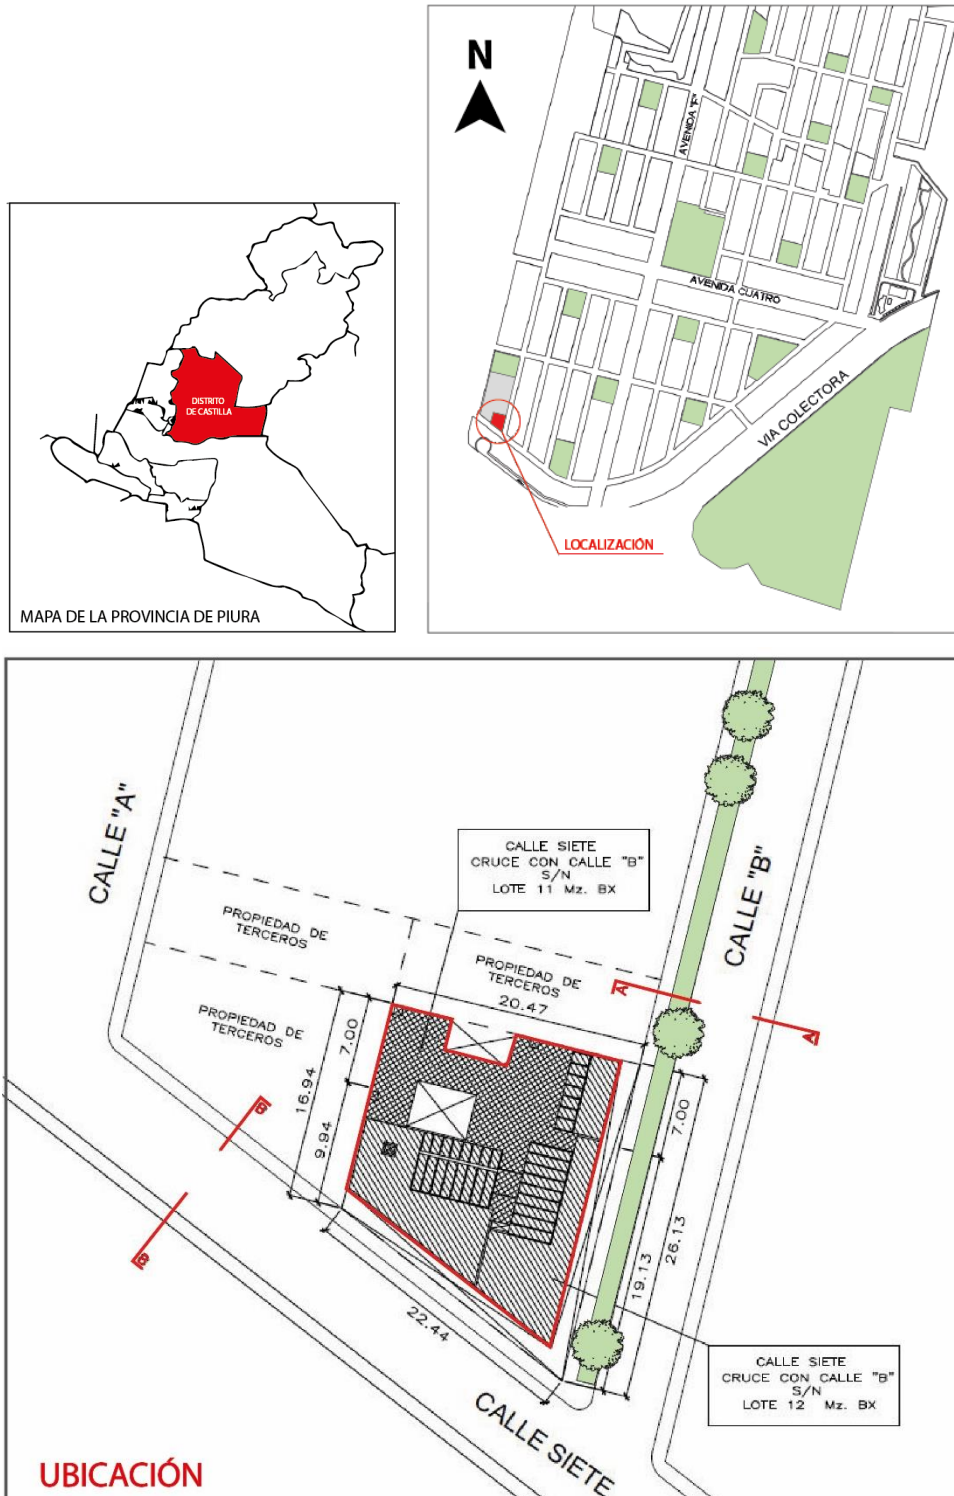 N
AVENIDA "F"
AVENIDA CUATRO
VIA COLECTORA
LOCALIZACIÓN
DISTRITO
DE CASTILLA
MAPA DE LA PROVINCIA DE PIURA
CALLE "A"
CALLE SIETE
CRUCE CON CALLE "B"
S/N
LOTE 11 Mz. BX
CALLE "B"
PROPIEDAD DE
TERCEROS
PROPIEDAD DE
TERCEROS
PROPIEDAD DE
TERCEROS
20.47
A
A
7.00
16.94
9.94
B
B
7.00
19.13
26.13
22.44
CALLE SIETE
CRUCE CON CALLE "B"
S/N
LOTE 12 Mz. BX
CALLE SIETE
UBICACIÓN